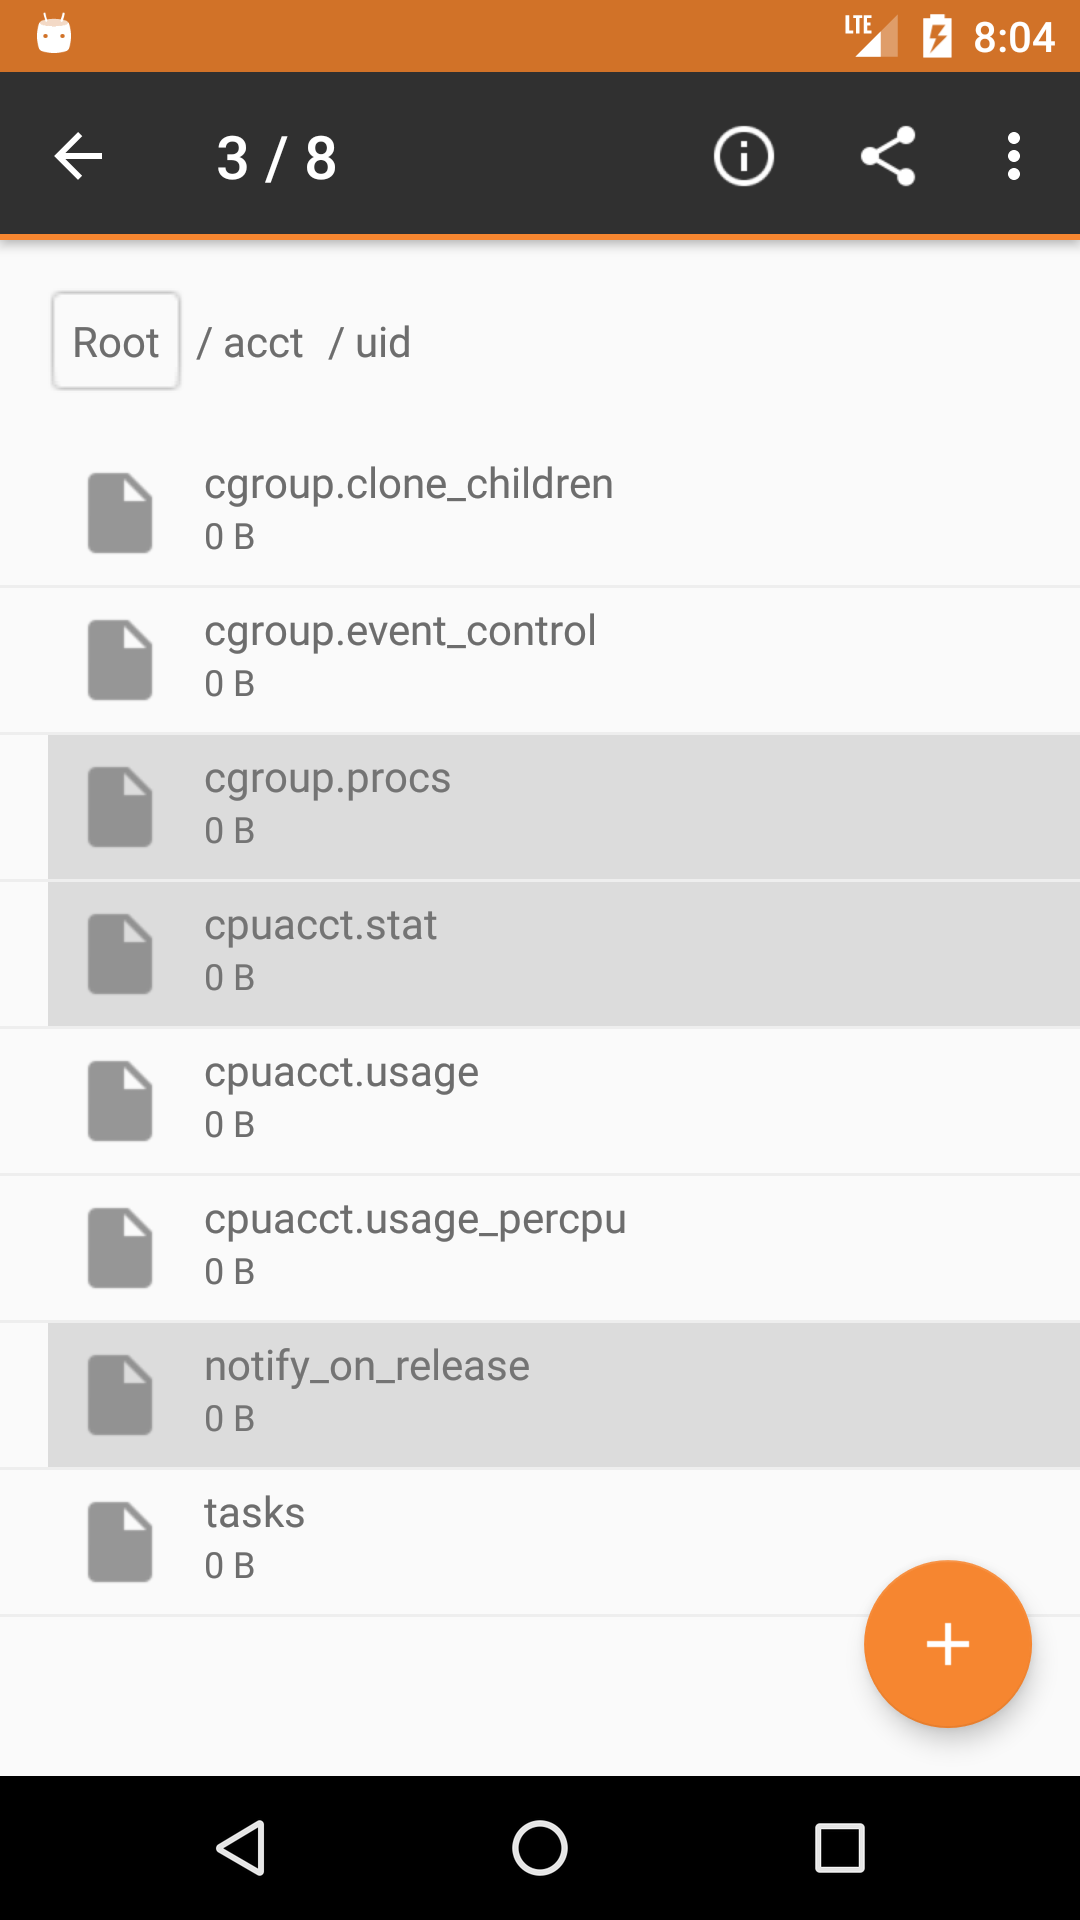 LTE 8:04
3 / 8
Root / acct / uid
cgroup.clone_children
0 B
cgroup.event_control
0 B
cgroup.procs
0 B
cpuacct.stat
0 B
cpuacct.usage
0 B
cpuacct.usage_percpu
0 B
notify_on_release
0 B
tasks
0 B